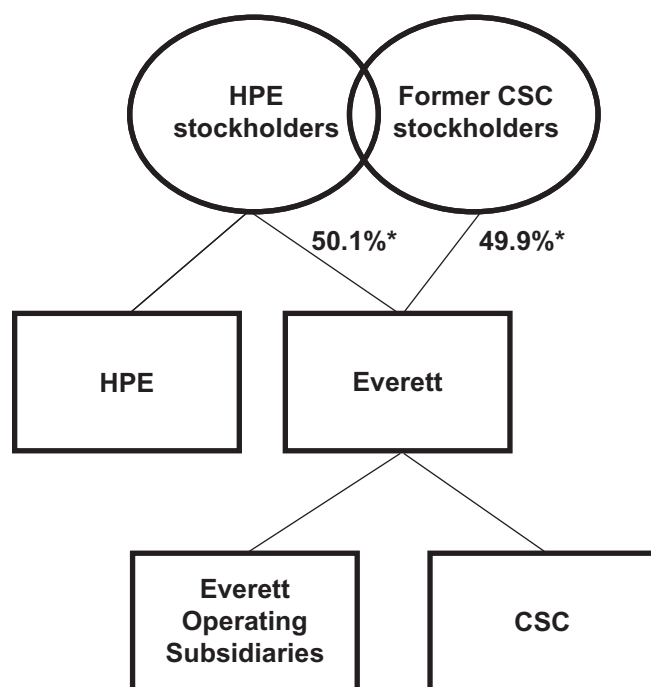 HPE
stockholders
Former CSC
stockholders
50.1%*
49.9%*
HPE
Everett
Everett
Operating
Subsidiaries
CSC